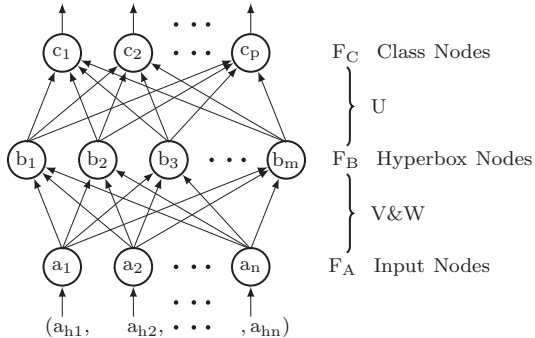 c1 c2 ··· cp FC Class Nodes
U
b1 b2 b3 ··· bm FB Hyperbox Nodes
V&W
a1 a2 ··· an FA Input Nodes
(ah1, ah2, ··· , ahn)